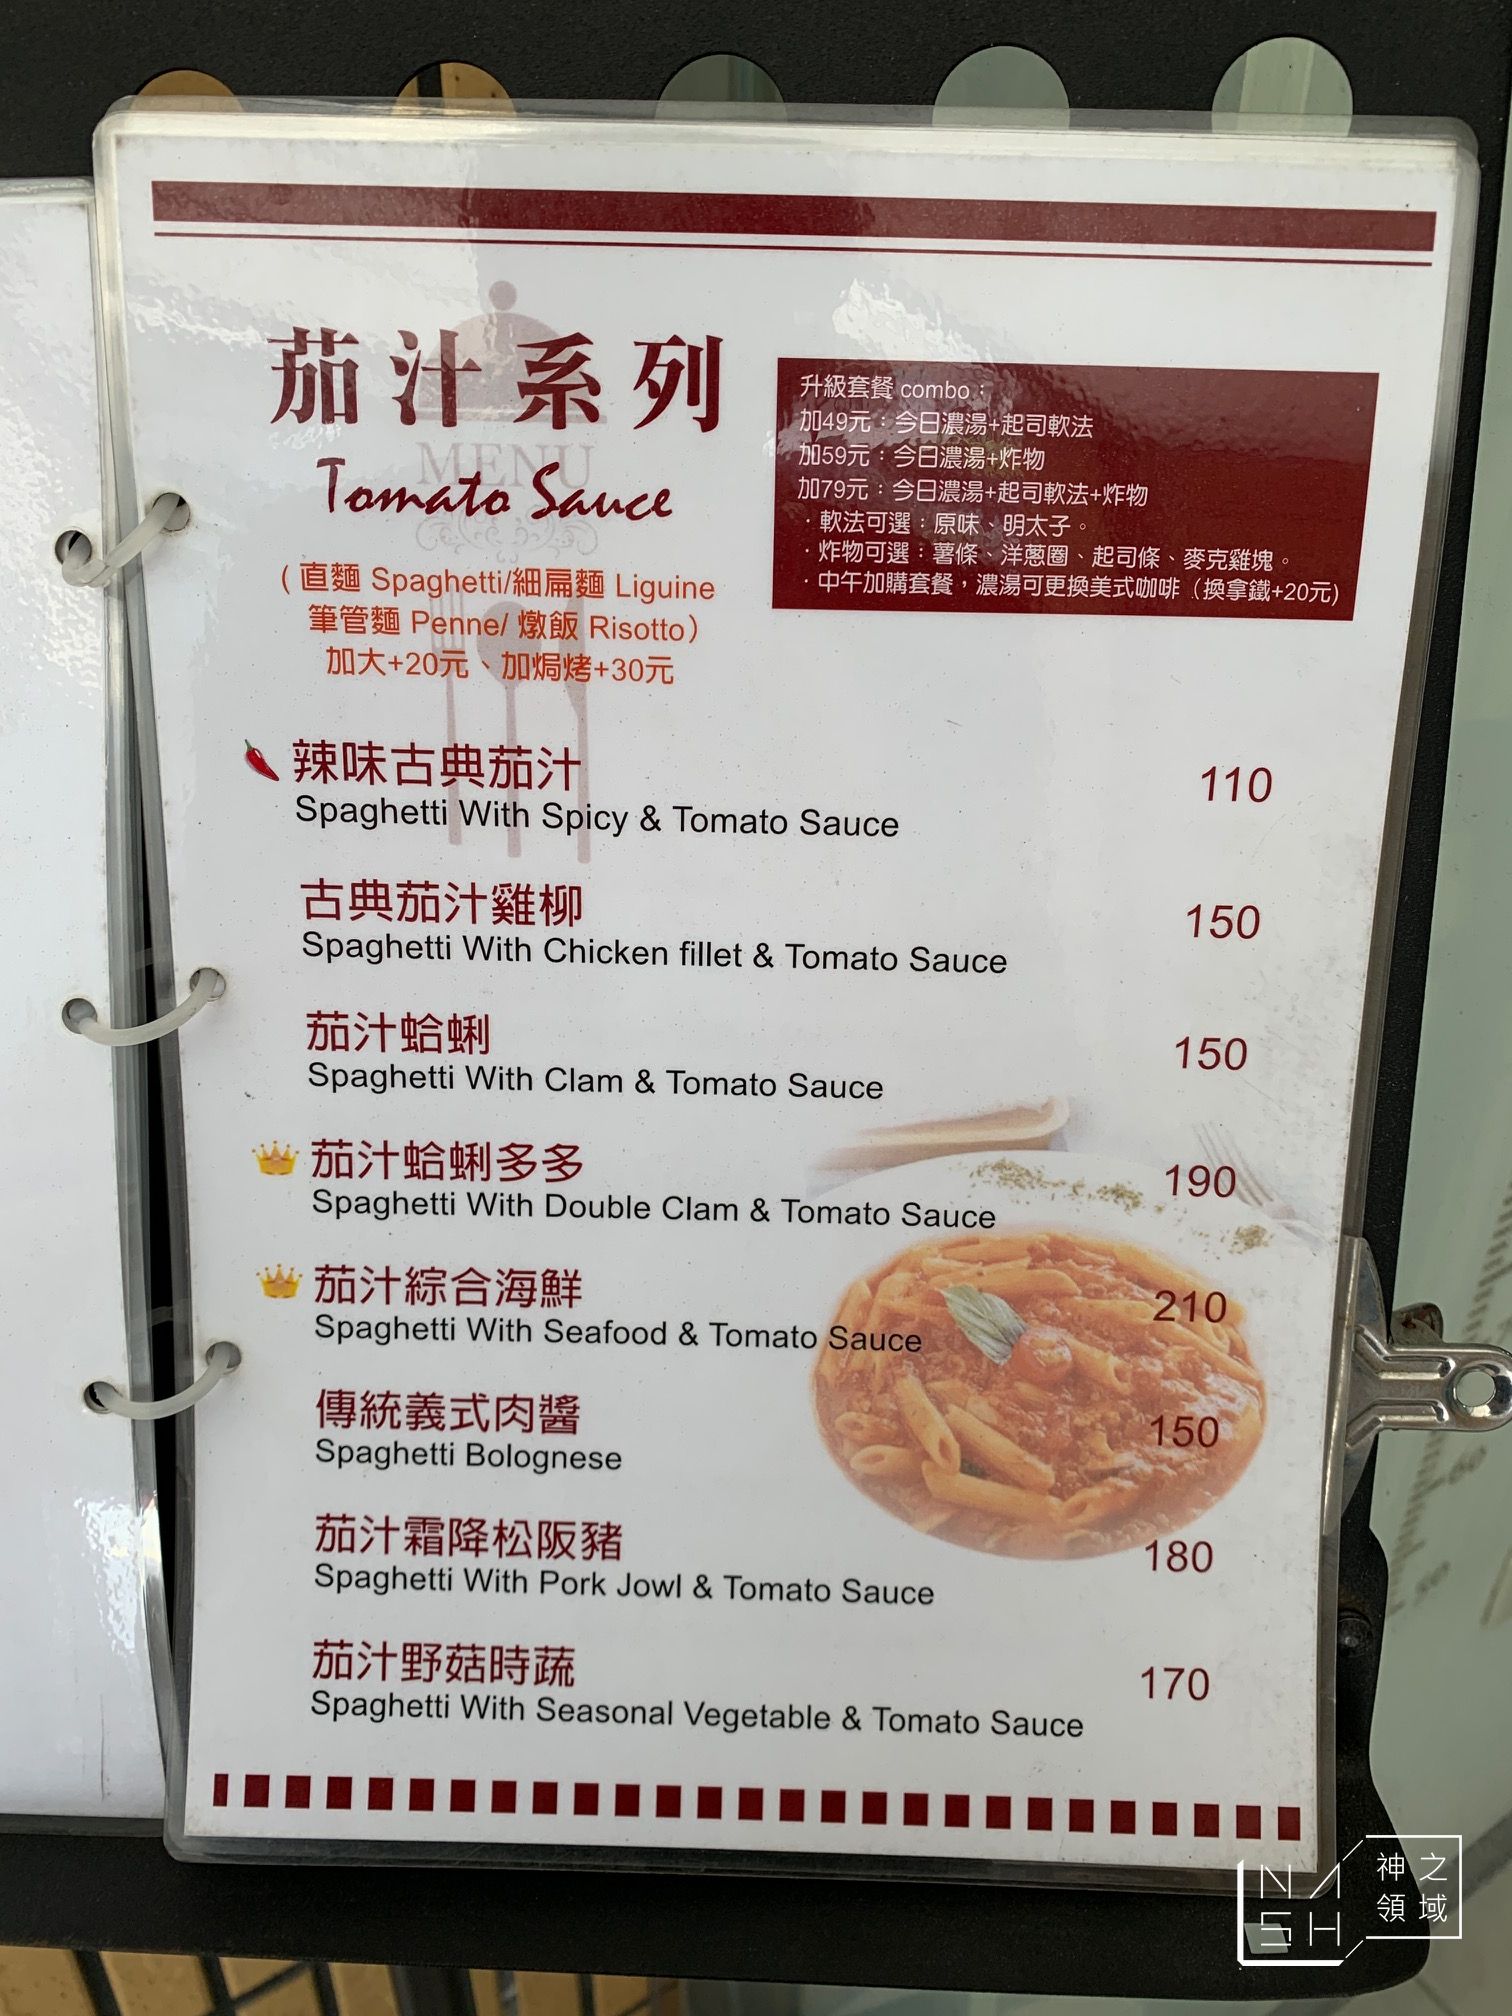 茄汁系列
MENU
Tomato Sauce
(直麵 Spaghetti/細扁麵 Liguine
筆管麵 Penne/ 燉飯 Risotto)
加大+20元、加焗烤+30元
升級套餐 combo：
加49元：今日濃湯+起司軟法
加59元：今日濃湯+炸物
加79元：今日濃湯+起司軟法+炸物
·軟法可選：原味、明太子。
·炸物可選：薯條、洋蔥圈、起司條、麥克雞塊。
·中午加購套餐，濃湯可更換美式咖啡（換拿鐵+20元)
辣味古典茄汁 110
Spaghetti With Spicy & Tomato Sauce
古典茄汁雞柳 150
Spaghetti With Chicken fillet & Tomato Sauce
茄汁蛤蜊 150
Spaghetti With Clam & Tomato Sauce
茄汁蛤蜊多多 190
Spaghetti With Double Clam & Tomato Sauce
茄汁綜合海鮮 210
Spaghetti With Seafood & Tomato Sauce
傳統義式肉醬 150
Spaghetti Bolognese
茄汁霜降松阪豬 180
Spaghetti With Pork Jowl & Tomato Sauce
茄汁野菇時蔬 170
Spaghetti With Seasonal Vegetable & Tomato Sauce
NASH
神之
領域